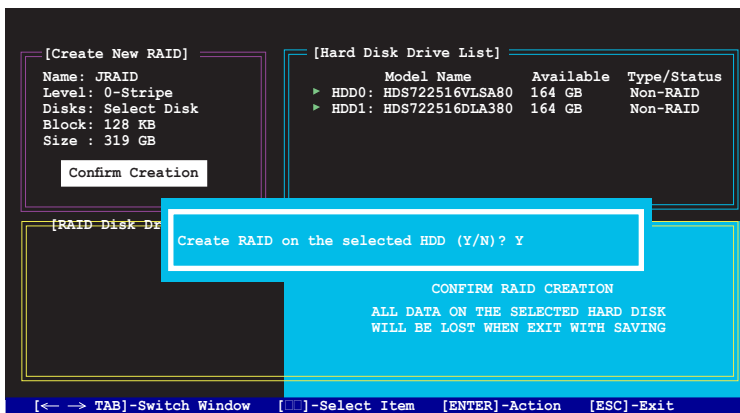 [Create New RAID]
Name: JRAID
Level: 0-Stripe
Disks: Select Disk
Block: 128 KB
Size : 319 GB
Confirm Creation
[Hard Disk Drive List]
Model Name Available Type/Status
HDD0: HDS722516VLSA80 164 GB Non-RAID
HDD1: HDS722516DLA380 164 GB Non-RAID
[RAID Disk Dr
Create RAID on the selected HDD (Y/N)? Y
CONFIRM RAID CREATION
ALL DATA ON THE SELECTED HARD DISK
WILL BE LOST WHEN EXIT WITH SAVING
[← → TAB]-Switch Window [□□]-Select Item [ENTER]-Action [ESC]-Exit